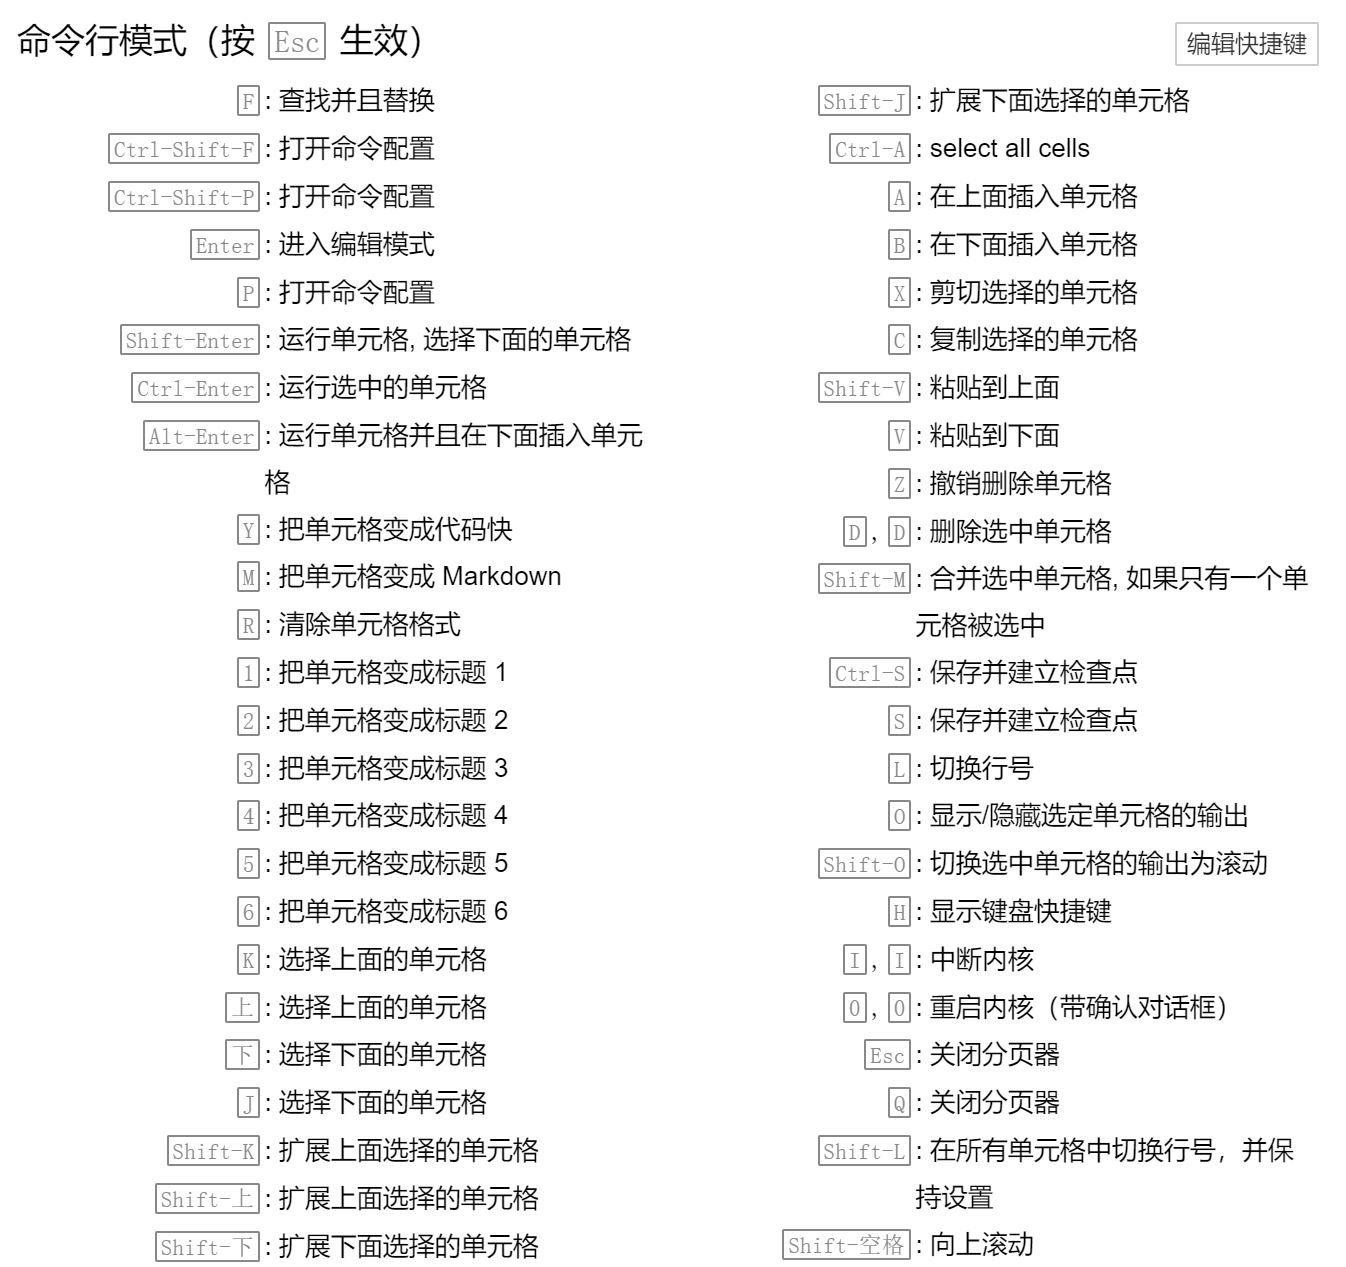 命令行模式（按 Esc 生效）
编辑快捷键
F : 查找并且替换
Ctrl-Shift-F : 打开命令配置
Ctrl-Shift-P : 打开命令配置
Enter : 进入编辑模式
P : 打开命令配置
Shift-Enter : 运行单元格, 选择下面的单元格
Ctrl-Enter : 运行选中的单元格
Alt-Enter : 运行单元格并且在下面插入单元
格
Y : 把单元格变成代码快
M : 把单元格变成 Markdown
R : 清除单元格格式
1 : 把单元格变成标题 1
2 : 把单元格变成标题 2
3 : 把单元格变成标题 3
4 : 把单元格变成标题 4
5 : 把单元格变成标题 5
6 : 把单元格变成标题 6
K : 选择上面的单元格
上 : 选择上面的单元格
下 : 选择下面的单元格
J : 选择下面的单元格
Shift-K : 扩展上面选择的单元格
Shift-上 : 扩展上面选择的单元格
Shift-下 : 扩展下面选择的单元格
Shift-J : 扩展下面选择的单元格
Ctrl-A : select all cells
A : 在上面插入单元格
B : 在下面插入单元格
X : 剪切选择的单元格
C : 复制选择的单元格
Shift-V : 粘贴到上面
V : 粘贴到下面
Z : 撤销删除单元格
D , D : 删除选中单元格
Shift-M : 合并选中单元格, 如果只有一个单
元格被选中
Ctrl-S : 保存并建立检查点
S : 保存并建立检查点
L : 切换行号
O : 显示/隐藏选定单元格的输出
Shift-O : 切换选中单元格的输出为滚动
H : 显示键盘快捷键
I , I : 中断内核
0 , 0 : 重启内核（带确认对话框）
Esc : 关闭分页器
Q : 关闭分页器
Shift-L : 在所有单元格中切换行号，并保
持设置
Shift-空格 : 向上滚动